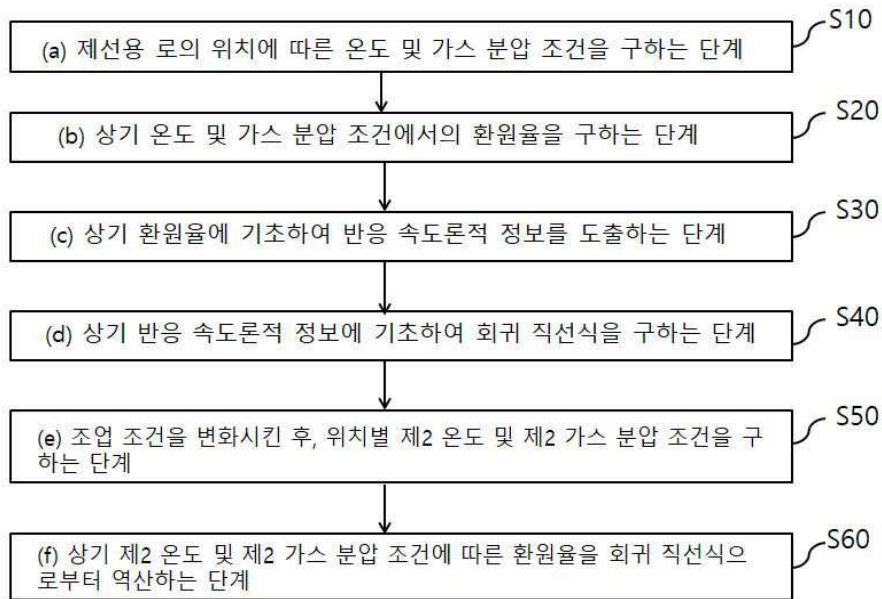 S10
(a) 제선용 로의 위치에 따른 온도 및 가스 분압 조건을 구하는 단계
S20
(b) 상기 온도 및 가스 분압 조건에서의 환원율을 구하는 단계
S30
(c) 상기 환원율에 기초하여 반응 속도론적 정보를 도출하는 단계
S40
(d) 상기 반응 속도론적 정보에 기초하여 회귀 직선식을 구하는 단계
S50
(e) 조업 조건을 변화시킨 후, 위치별 제2 온도 및 제2 가스 분압 조건을 구
하는 단계
S60
(f) 상기 제2 온도 및 제2 가스 분압 조건에 따른 환원율을 회귀 직선식으
로부터 역산하는 단계